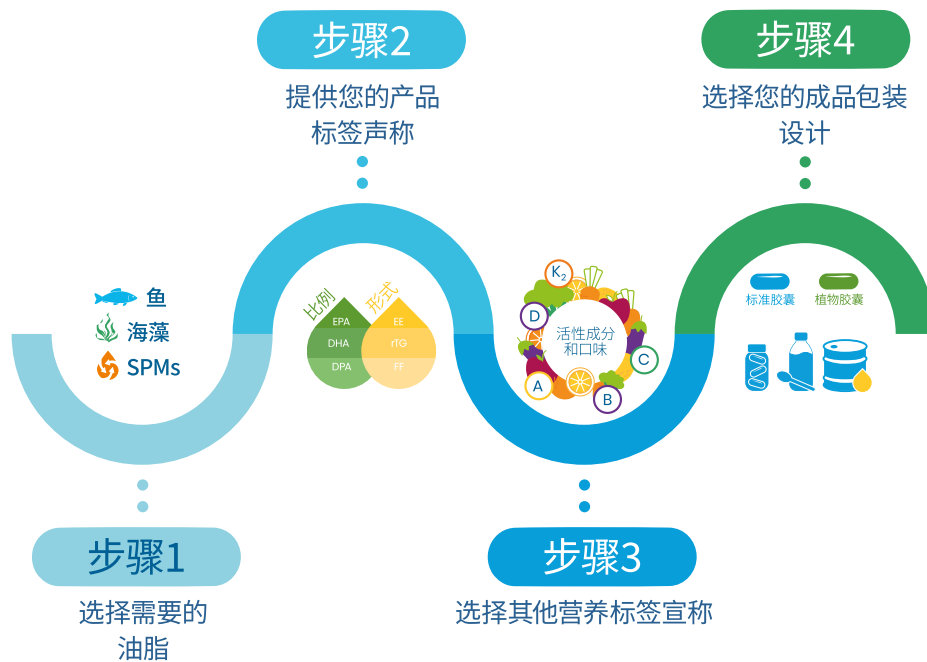 步骤1
选择需要的
油脂
鱼
海藻
SPMs
步骤2
提供您的产品
标签声称
比例
EPA
DHA
DPA
形式
EE
rTG
FF
步骤3
选择其他营养标签宣称
活性成分
和口味
K2
D
A
B
C
步骤4
选择您的成品包装
设计
标准胶囊
植物胶囊